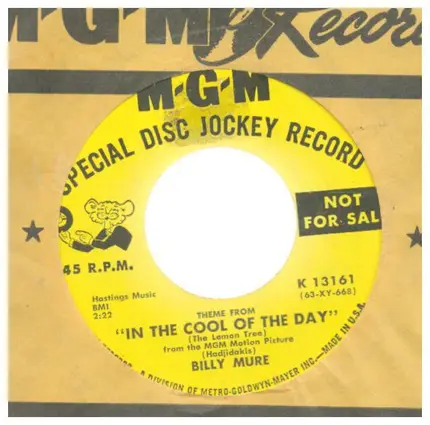 M-G-M Records
M-G-M
SPECIAL DISC JOCKEY RECORD
NOT
FOR SAL
45 R.P.M.
K 13161
(63-XY-668)
Hastings Music
BMI
2:22
THEME FROM
"IN THE COOL OF THE DAY"
(The Lemon Tree)
from the MGM Motion Picture
(Hadjidakis)
BILLY MURE
A DIVISION OF METRO-GOLDWYN-MAYER INC.—MADE IN U.S.A.